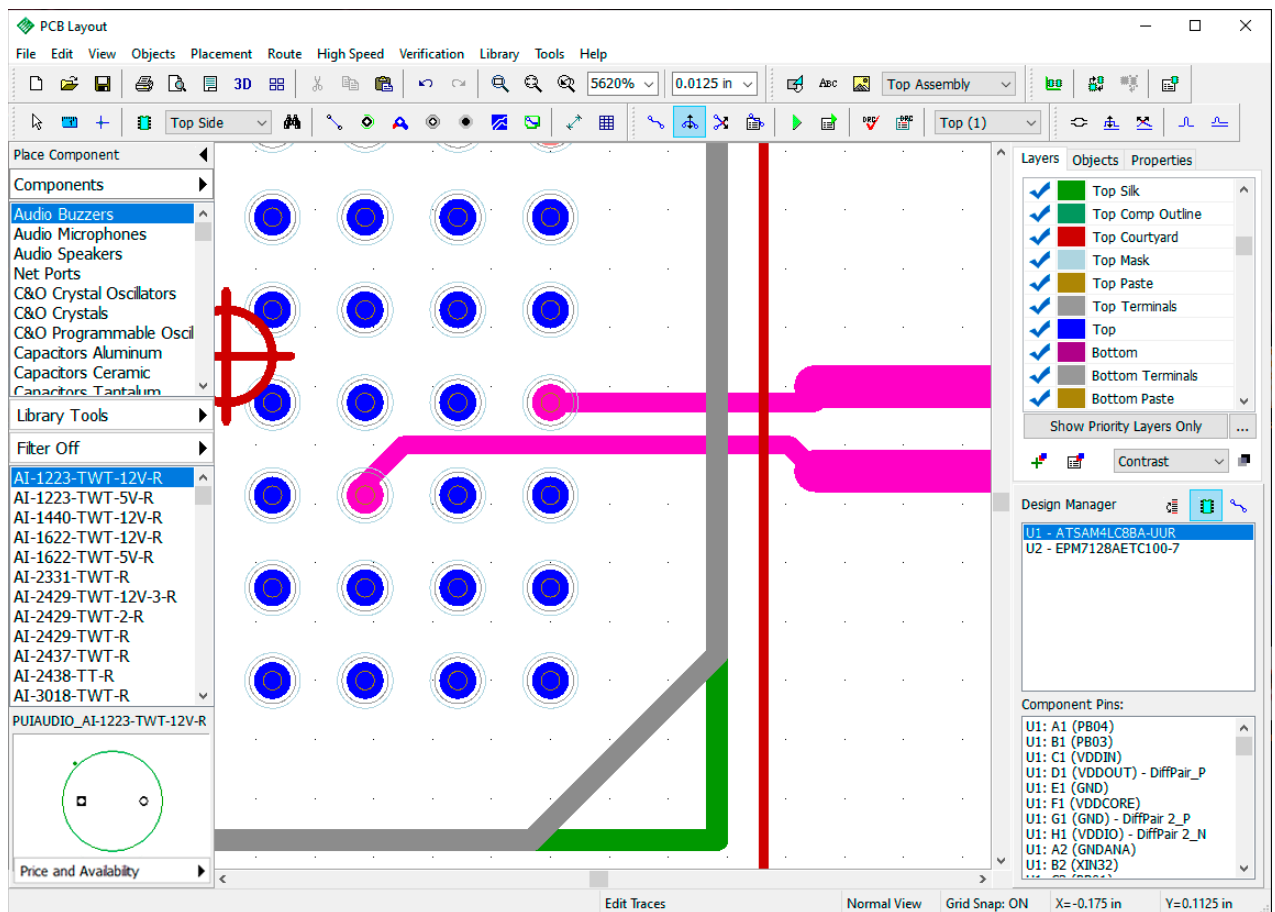 PCB Layout
File Edit View Objects Placement Route High Speed Verification Library Tools Help
3D 5620% 0.0125 in ABC Top Assembly
Top Side DRC DRC Top (1)
Place Component
Components
Audio Buzzers
Audio Microphones
Audio Speakers
Net Ports
C&O Crystal Oscillators
C&O Crystals
C&O Programmable Oscil
Capacitors Aluminum
Capacitors Ceramic
Capacitors Tantalum
Library Tools
Filter Off
AI-1223-TWT-12V-R
AI-1223-TWT-5V-R
AI-1440-TWT-12V-R
AI-1622-TWT-12V-R
AI-1622-TWT-5V-R
AI-2331-TWT-R
AI-2429-TWT-12V-3-R
AI-2429-TWT-2-R
AI-2429-TWT-R
AI-2437-TWT-R
AI-2438-TT-R
AI-3018-TWT-R
PUIAUDIO_AI-1223-TWT-12V-R
Price and Availability
Layers Objects Properties
Top Silk
Top Comp Outline
Top Courtyard
Top Mask
Top Paste
Top Terminals
Top
Bottom
Bottom Terminals
Bottom Paste
Show Priority Layers Only ...
Contrast
Design Manager
U1 - ATSAM4LC8BA-UUR
U2 - EPM7128AETC100-7
Component Pins:
U1: A1 (PB04)
U1: B1 (PB03)
U1: C1 (VDDIN)
U1: D1 (VDDOUT) - DiffPair_P
U1: E1 (GND)
U1: F1 (VDDCORE)
U1: G1 (GND) - DiffPair 2_P
U1: H1 (VDDIO) - DiffPair 2_N
U1: A2 (GNDANA)
U1: B2 (XIN32)
Edit Traces Normal View Grid Snap: ON X=-0.175 in Y=0.1125 in